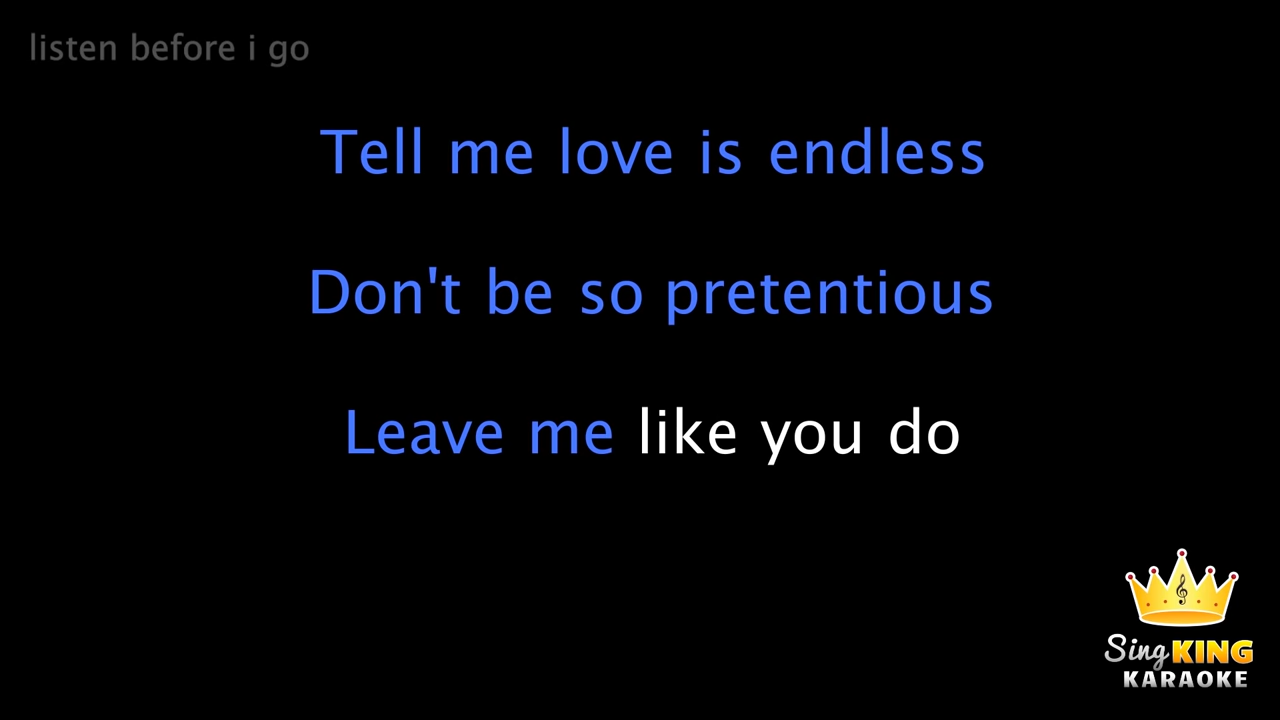 listen before i go
Tell me love is endless
Don't be so pretentious
Leave me like you do
Sing KING
KARAOKE